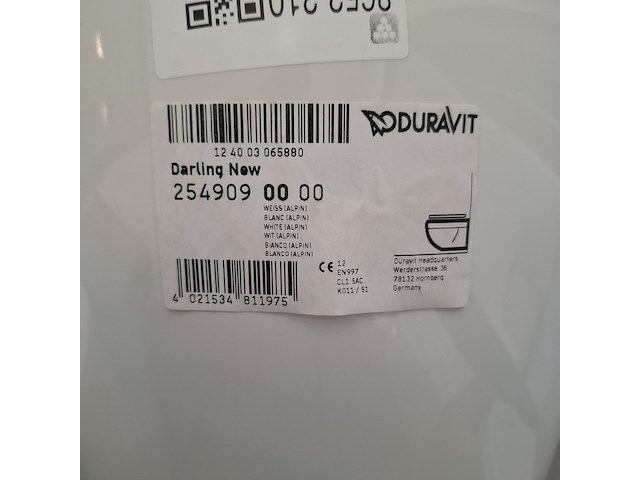 12 40 03 065880
DURAVIT
Darling New
254909 00 00
WEISS (ALPIN)
BLANC (ALPIN)
WHITE (ALPIN)
WIT (ALPIN)
BIANCO (ALPIN)
BLANCO (ALPIN)
CE 12
EN997
CL1 5AC
K011 / 51
Duravit Headquarters
Werderstrasse 36
78132 Hornberg
Germany
4 021534 811975